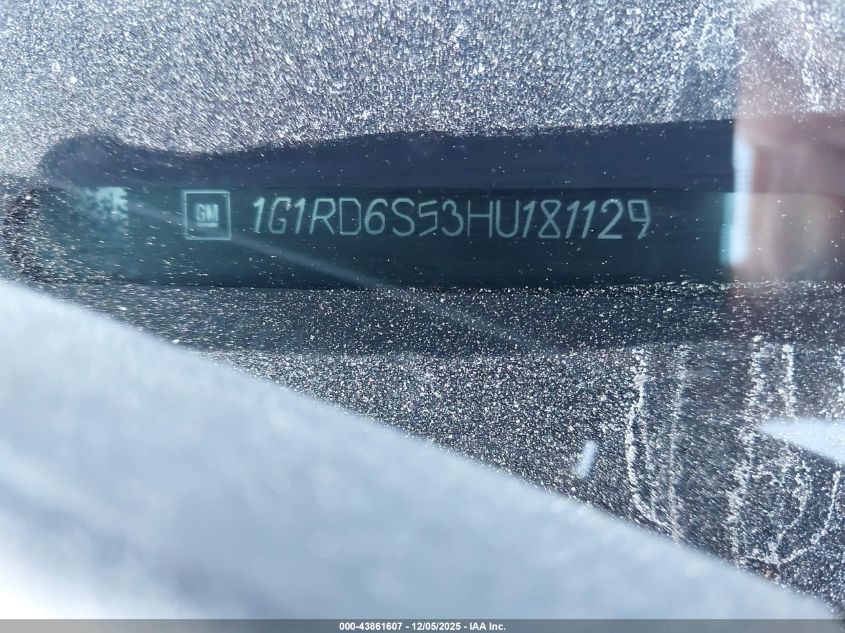 GM 1G1RD6S53HU181129
000-43861607 - 12/05/2025 - IAA Inc.